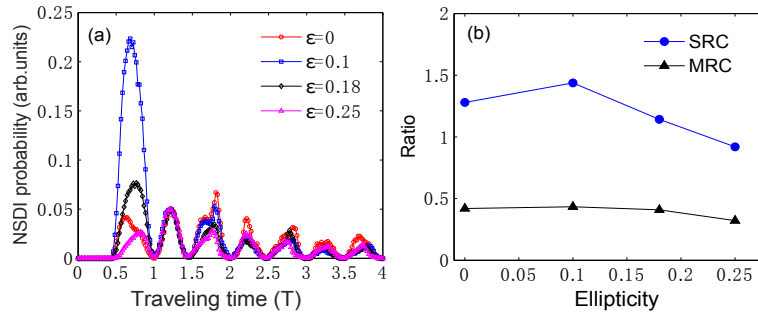 (a)
ε=0
ε=0.1
ε=0.18
ε=0.25
NSDI probability (arb.units)
0.25
0.2
0.15
0.1
0.05
0
0 0.5 1 1.5 2 2.5 3 3.5 4
Traveling time (T)
(b)
SRC
MRC
Ratio
2
1.5
1
0.5
0
0 0.05 0.1 0.15 0.2 0.25
Ellipticity